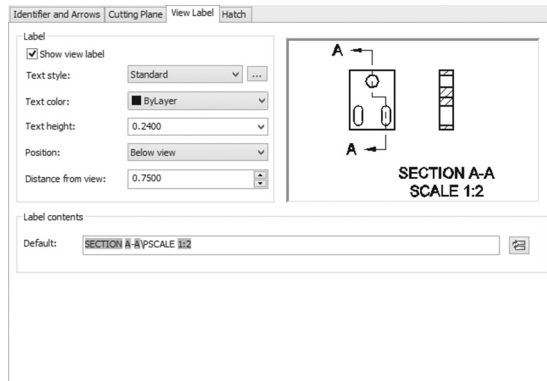 Identifier and Arrows Cutting Plane View Label Hatch
Label
Show view label
Text style: Standard ...
Text color: ByLayer
Text height: 0.2400
Position: Below view
Distance from view: 0.7500
A
A
SECTION A-A
SCALE 1:2
Label contents
Default: SECTION A-A\PSCALE 1:2